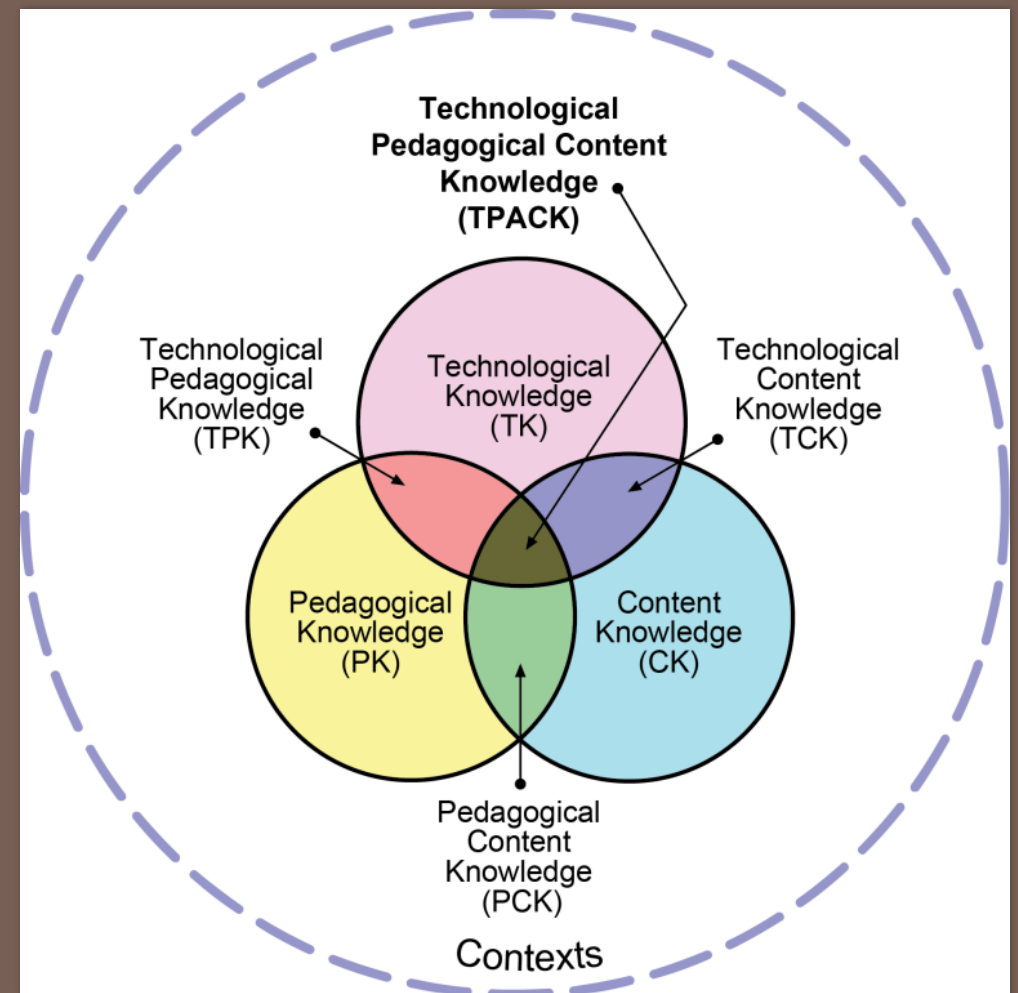 Technological
Pedagogical Content
Knowledge
(TPACK)
Technological
Pedagogical
Knowledge
(TPK)
Technological
Knowledge
(TK)
Technological
Content
Knowledge
(TCK)
Pedagogical
Knowledge
(PK)
Content
Knowledge
(CK)
Pedagogical
Content
Knowledge
(PCK)
Contexts